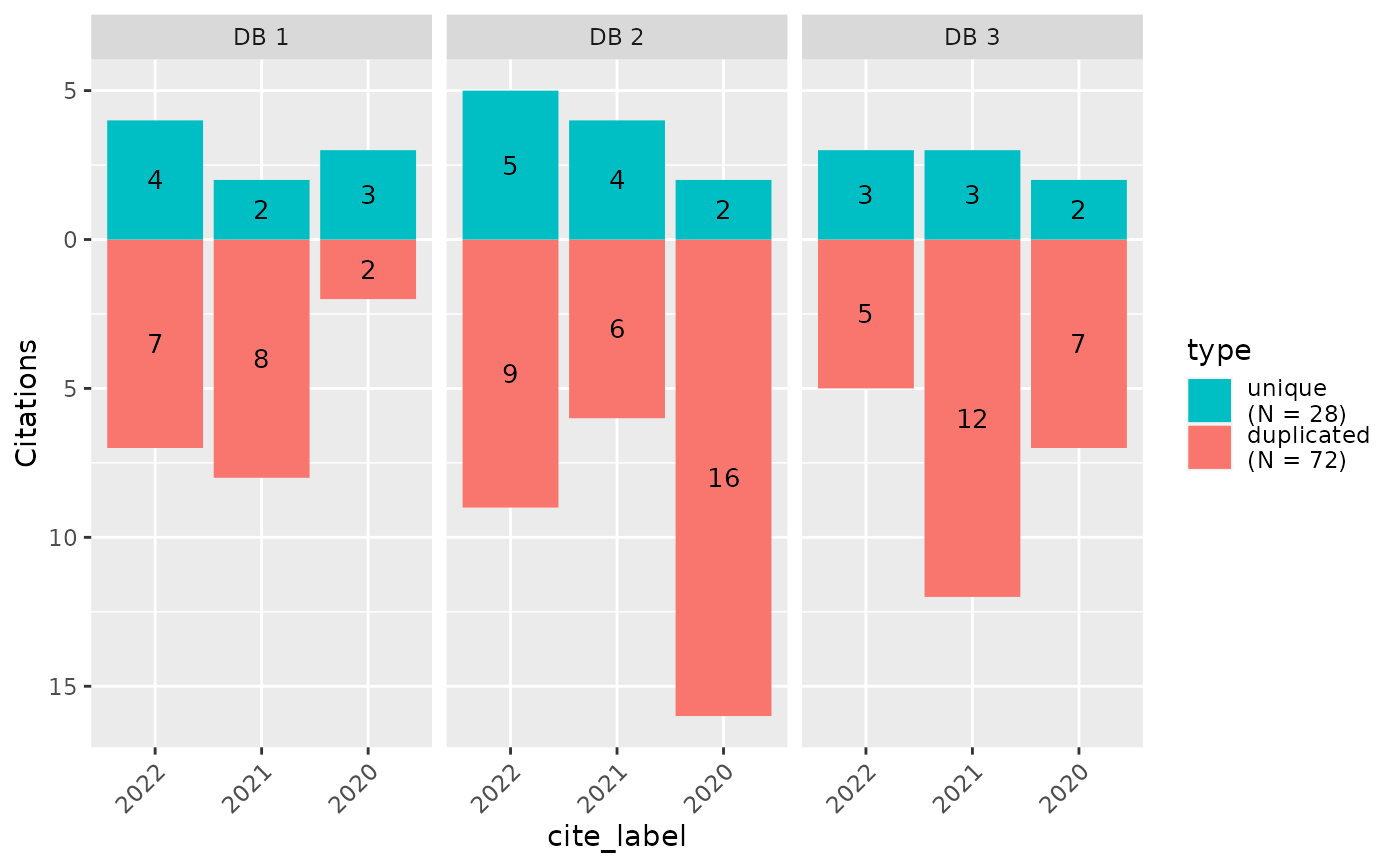 DB 1 DB 2 DB 3
5
4 2 3 5 4 2 3 3 2
0
7 8 2 9 6 16 5 12 7
5
10
15
Citations
2022 2021 2020 2022 2021 2020 2022 2021 2020
cite_label
type
unique
(N = 28)
duplicated
(N = 72)